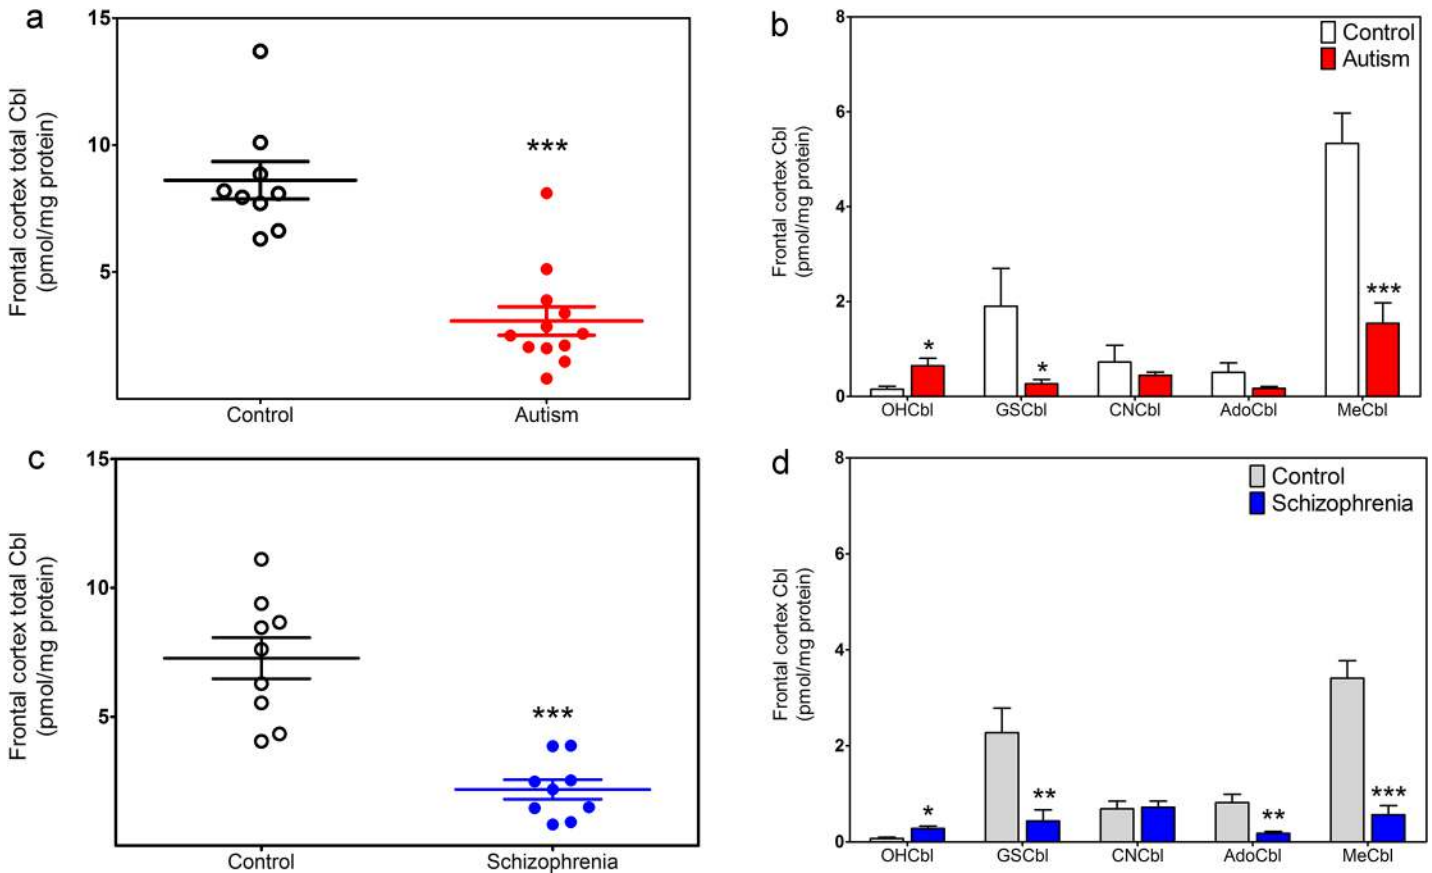 a
15
10
5
Frontal cortex total Cbl
(pmol/mg protein)
***
Control
Autism
b
8
6
4
2
0
Frontal cortex Cbl
(pmol/mg protein)
Control
Autism
*
*
***
OHCbl
GSCbl
CNCbl
AdoCbl
MeCbl
c
15
10
5
Frontal cortex total Cbl
(pmol/mg protein)
***
Control
Schizophrenia
d
8
6
4
2
0
Frontal cortex Cbl
(pmol/mg protein)
Control
Schizophrenia
*
**
**
***
OHCbl
GSCbl
CNCbl
AdoCbl
MeCbl